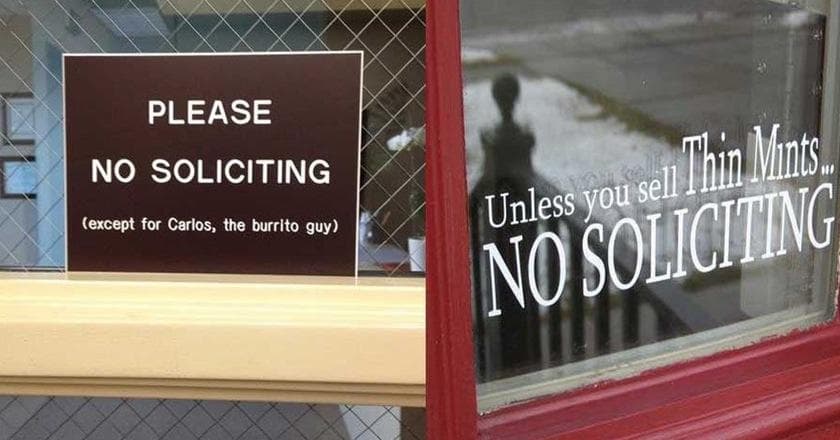 PLEASE
NO SOLICITING
(except for Carlos, the burrito guy)
Unless you sell Thin Mints...
NO SOLICITING